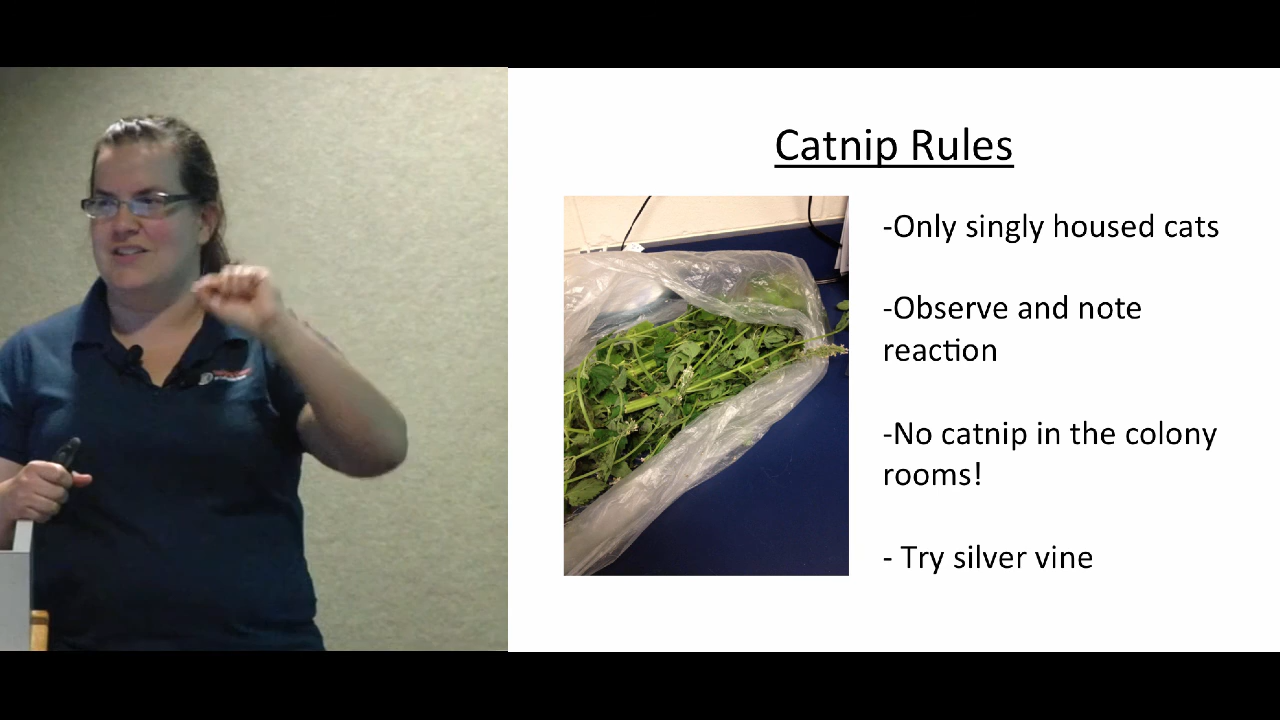 Catnip Rules
-Only singly housed cats
-Observe and note
reaction
-No catnip in the colony
rooms!
- Try silver vine